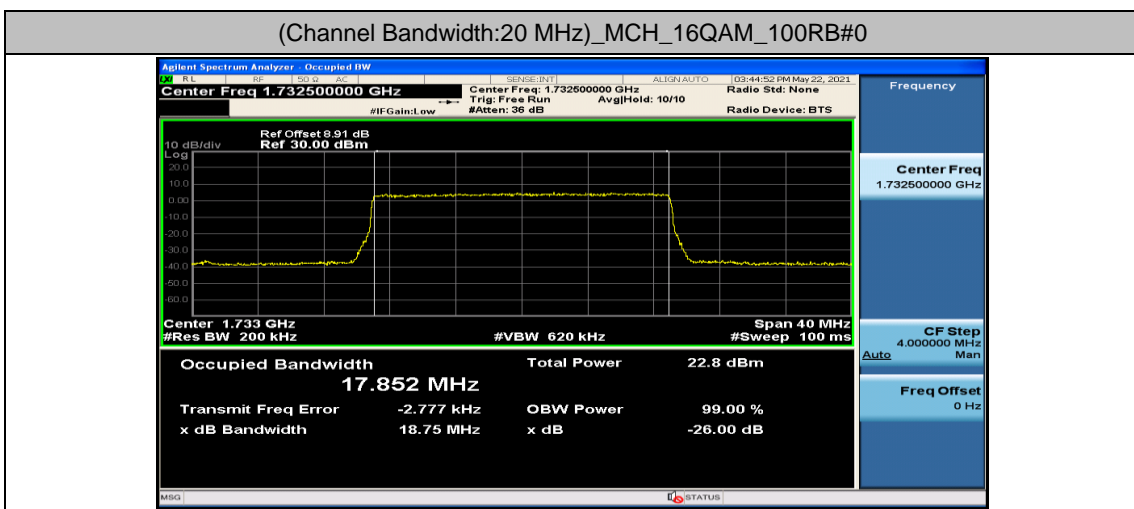 (Channel Bandwidth:20 MHz)_MCH_16QAM_100RB#0
Agilent Spectrum Analyzer - Occupied BW
RL RF 50 Ω AC SENSE:INT ALIGN AUTO 03:44:52 PM May 22, 2021
Center Freq 1.732500000 GHz Center Freq: 1.732500000 GHz Radio Std: None
Trig: Free Run Avg|Hold: 10/10
#IFGain:Low #Atten: 36 dB Radio Device: BTS
Ref Offset 8.91 dB
10 dB/div Ref 30.00 dBm
Log
20.0
10.0
0.00
-10.0
-20.0
-30.0
-40.0
-50.0
-60.0
Center 1.733 GHz Span 40 MHz
#Res BW 200 kHz #VBW 620 kHz #Sweep 100 ms
Occupied Bandwidth Total Power 22.8 dBm
17.852 MHz
Transmit Freq Error -2.777 kHz OBW Power 99.00 %
x dB Bandwidth 18.75 MHz x dB -26.00 dB
MSG STATUS
Frequency
Center Freq
1.732500000 GHz
CF Step
4.000000 MHz
Auto Man
Freq Offset
0 Hz